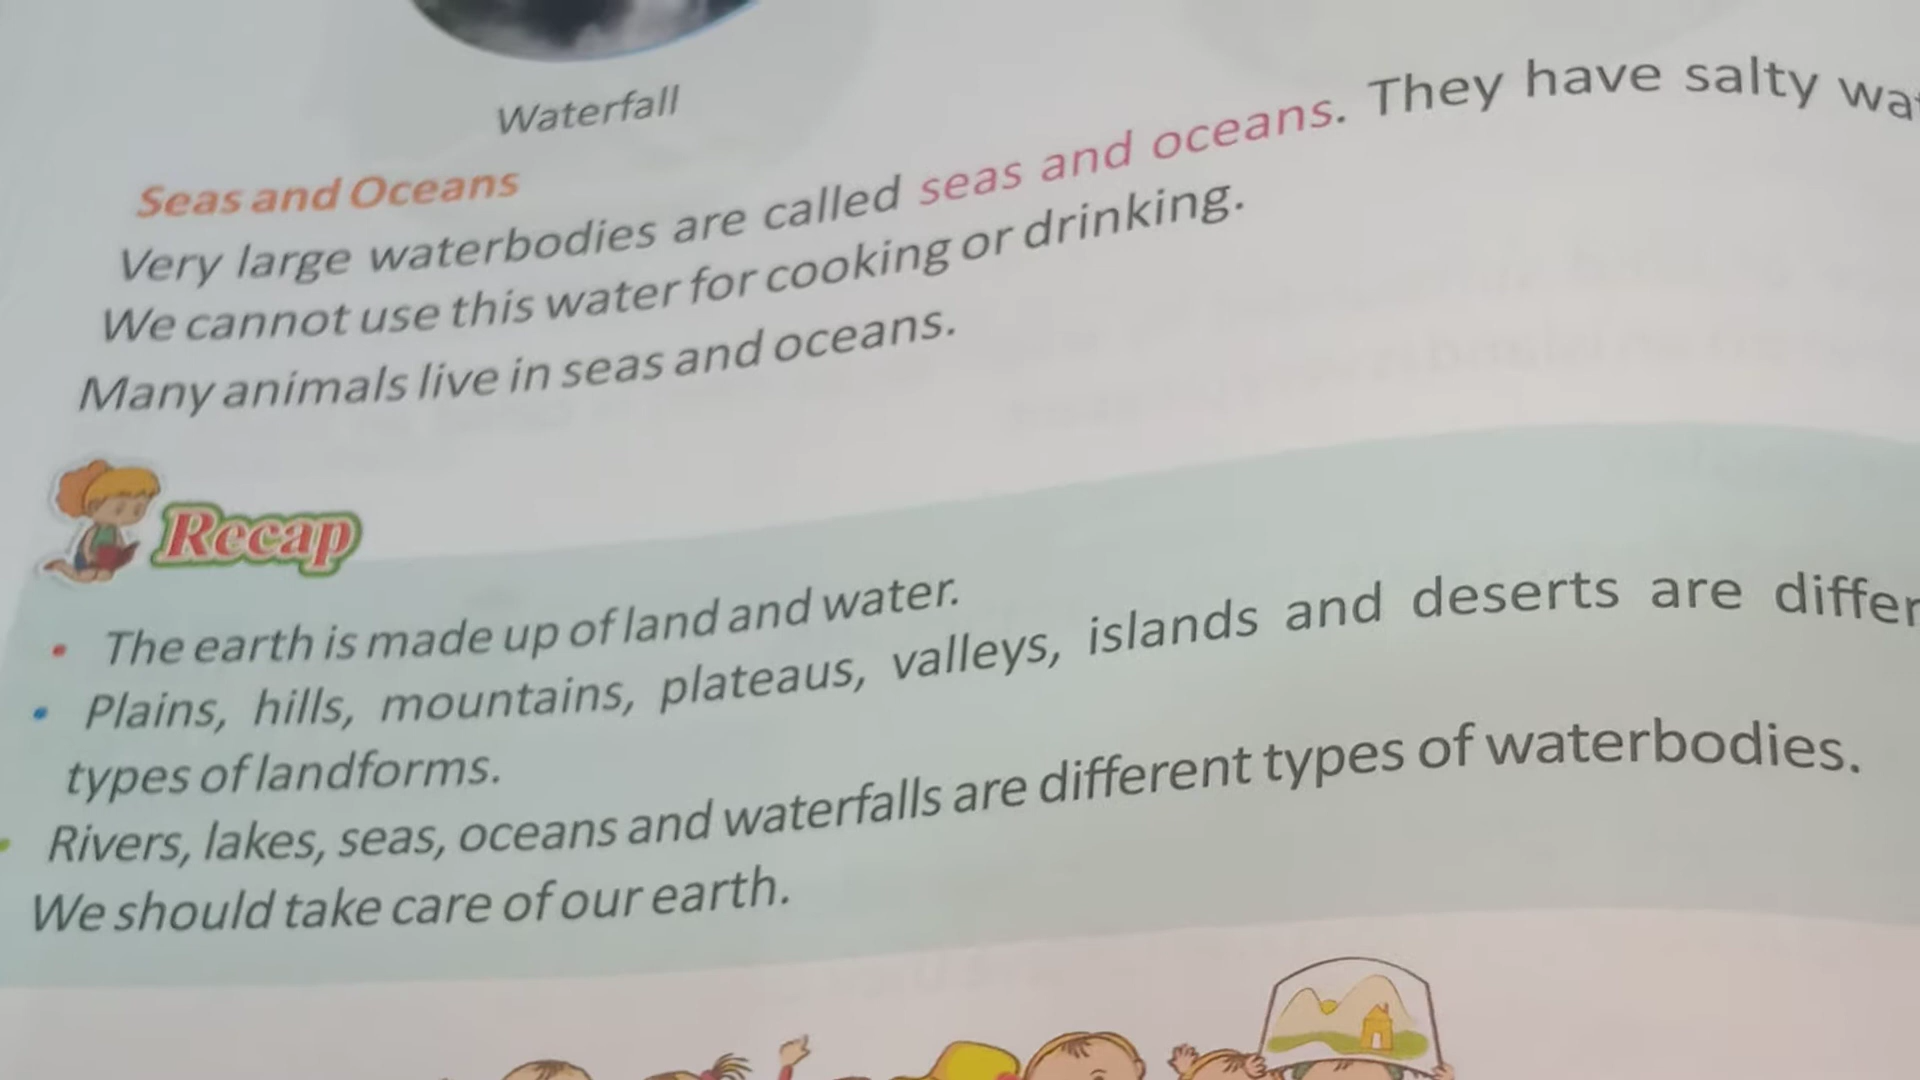 Waterfall
Seas and Oceans
Very large waterbodies are called seas and oceans. They have salty
We cannot use this water for cooking or drinking.
Many animals live in seas and oceans.
Recap
• The earth is made up of land and water.
• Plains, hills, mountains, plateaus, valleys, islands and deserts are
types of landforms.
• Rivers, lakes, seas, oceans and waterfalls are different types of waterbodies.
We should take care of our earth.